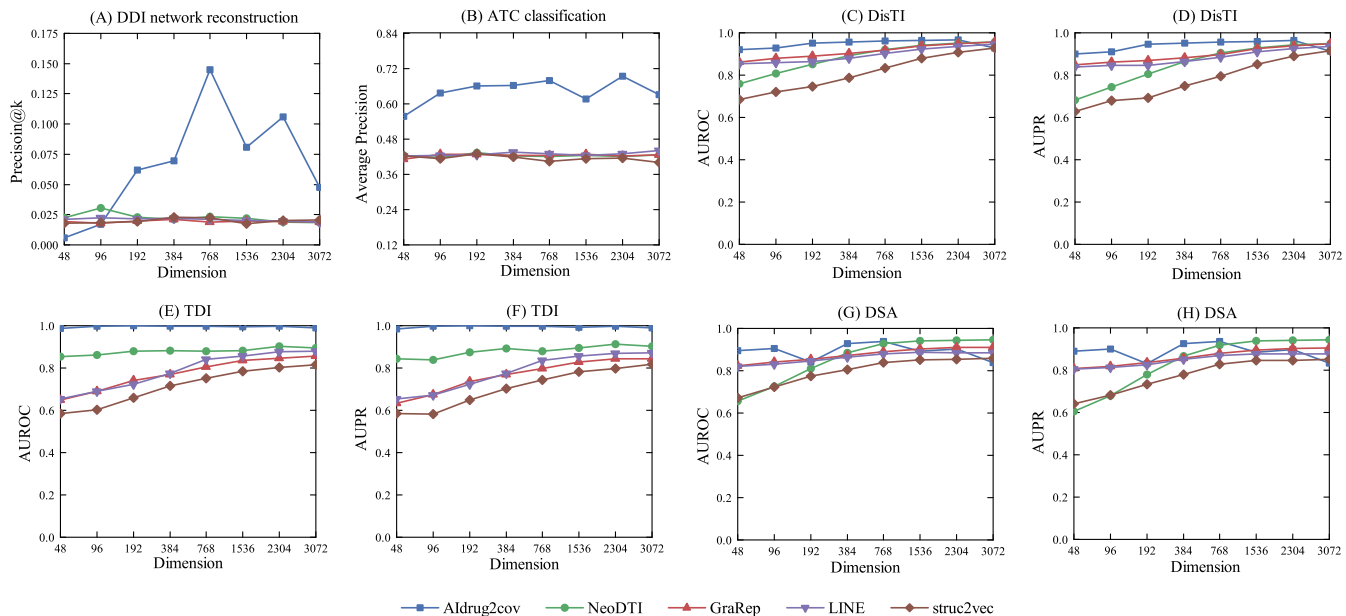 (A) DDI network reconstruction
Precisoin@k
0.175
0.150
0.125
0.100
0.075
0.050
0.025
0.000
48 96 192 384 768 1536 2304 3072
Dimension
(B) ATC classification
Average Precision
0.84
0.72
0.60
0.48
0.36
0.24
0.12
48 96 192 384 768 1536 2304 3072
Dimension
(C) DisTI
AUROC
1.0
0.8
0.6
0.4
0.2
0.0
48 96 192 384 768 1536 2304 3072
Dimension
(D) DisTI
AUPR
1.0
0.8
0.6
0.4
0.2
0.0
48 96 192 384 768 1536 2304 3072
Dimension
(E) TDI
AUROC
1.0
0.8
0.6
0.4
0.2
0.0
48 96 192 384 768 1536 2304 3072
Dimension
(F) TDI
AUPR
1.0
0.8
0.6
0.4
0.2
0.0
48 96 192 384 768 1536 2304 3072
Dimension
(G) DSA
AUROC
1.0
0.8
0.6
0.4
0.2
0.0
48 96 192 384 768 1536 2304 3072
Dimension
(H) DSA
AUPR
1.0
0.8
0.6
0.4
0.2
0.0
48 96 192 384 768 1536 2304 3072
Dimension
AIdrug2cov NeoDTI GraRep LINE struc2vec